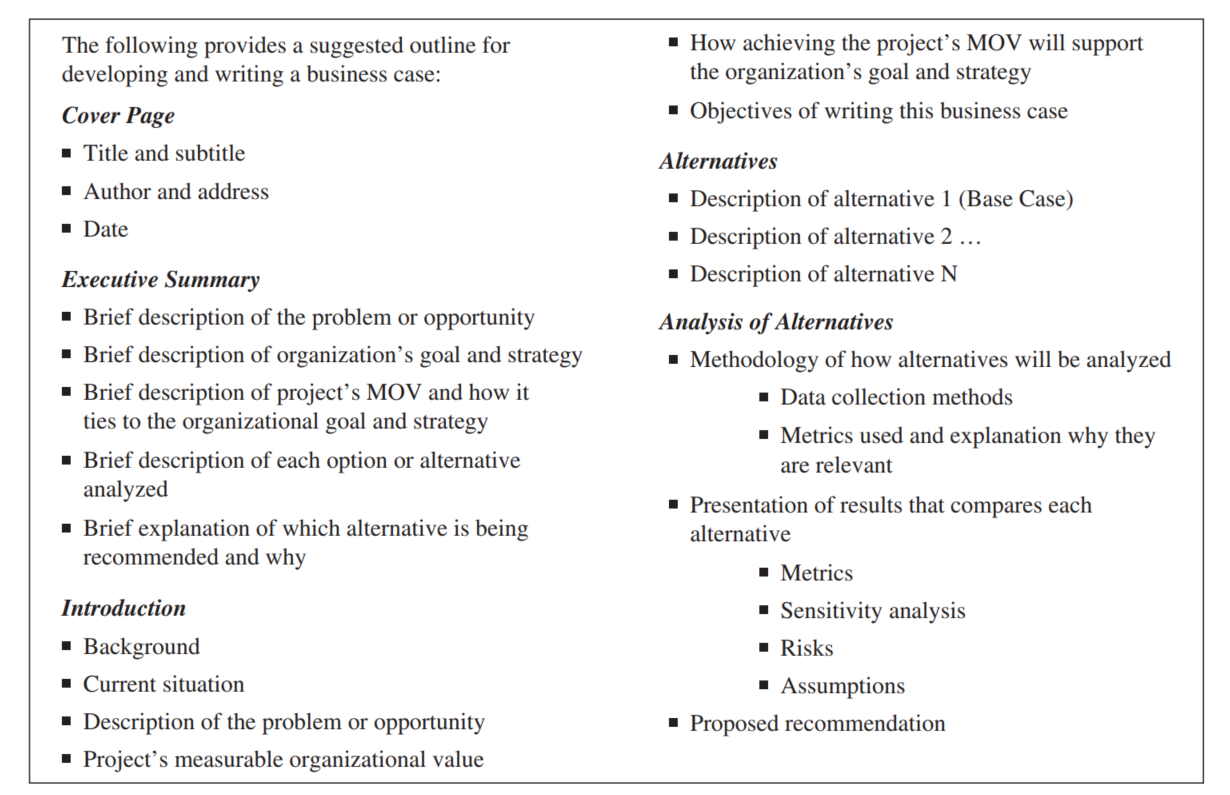 The following provides a suggested outline for
developing and writing a business case:
Cover Page
■ Title and subtitle
■ Author and address
■ Date
Executive Summary
■ Brief description of the problem or opportunity
■ Brief description of organization’s goal and strategy
■ Brief description of project’s MOV and how it
ties to the organizational goal and strategy
■ Brief description of each option or alternative
analyzed
■ Brief explanation of which alternative is being
recommended and why
Introduction
■ Background
■ Current situation
■ Description of the problem or opportunity
■ Project’s measurable organizational value
■ How achieving the project’s MOV will support
the organization’s goal and strategy
■ Objectives of writing this business case
Alternatives
■ Description of alternative 1 (Base Case)
■ Description of alternative 2 …
■ Description of alternative N
Analysis of Alternatives
■ Methodology of how alternatives will be analyzed
■ Data collection methods
■ Metrics used and explanation why they
are relevant
■ Presentation of results that compares each
alternative
■ Metrics
■ Sensitivity analysis
■ Risks
■ Assumptions
■ Proposed recommendation